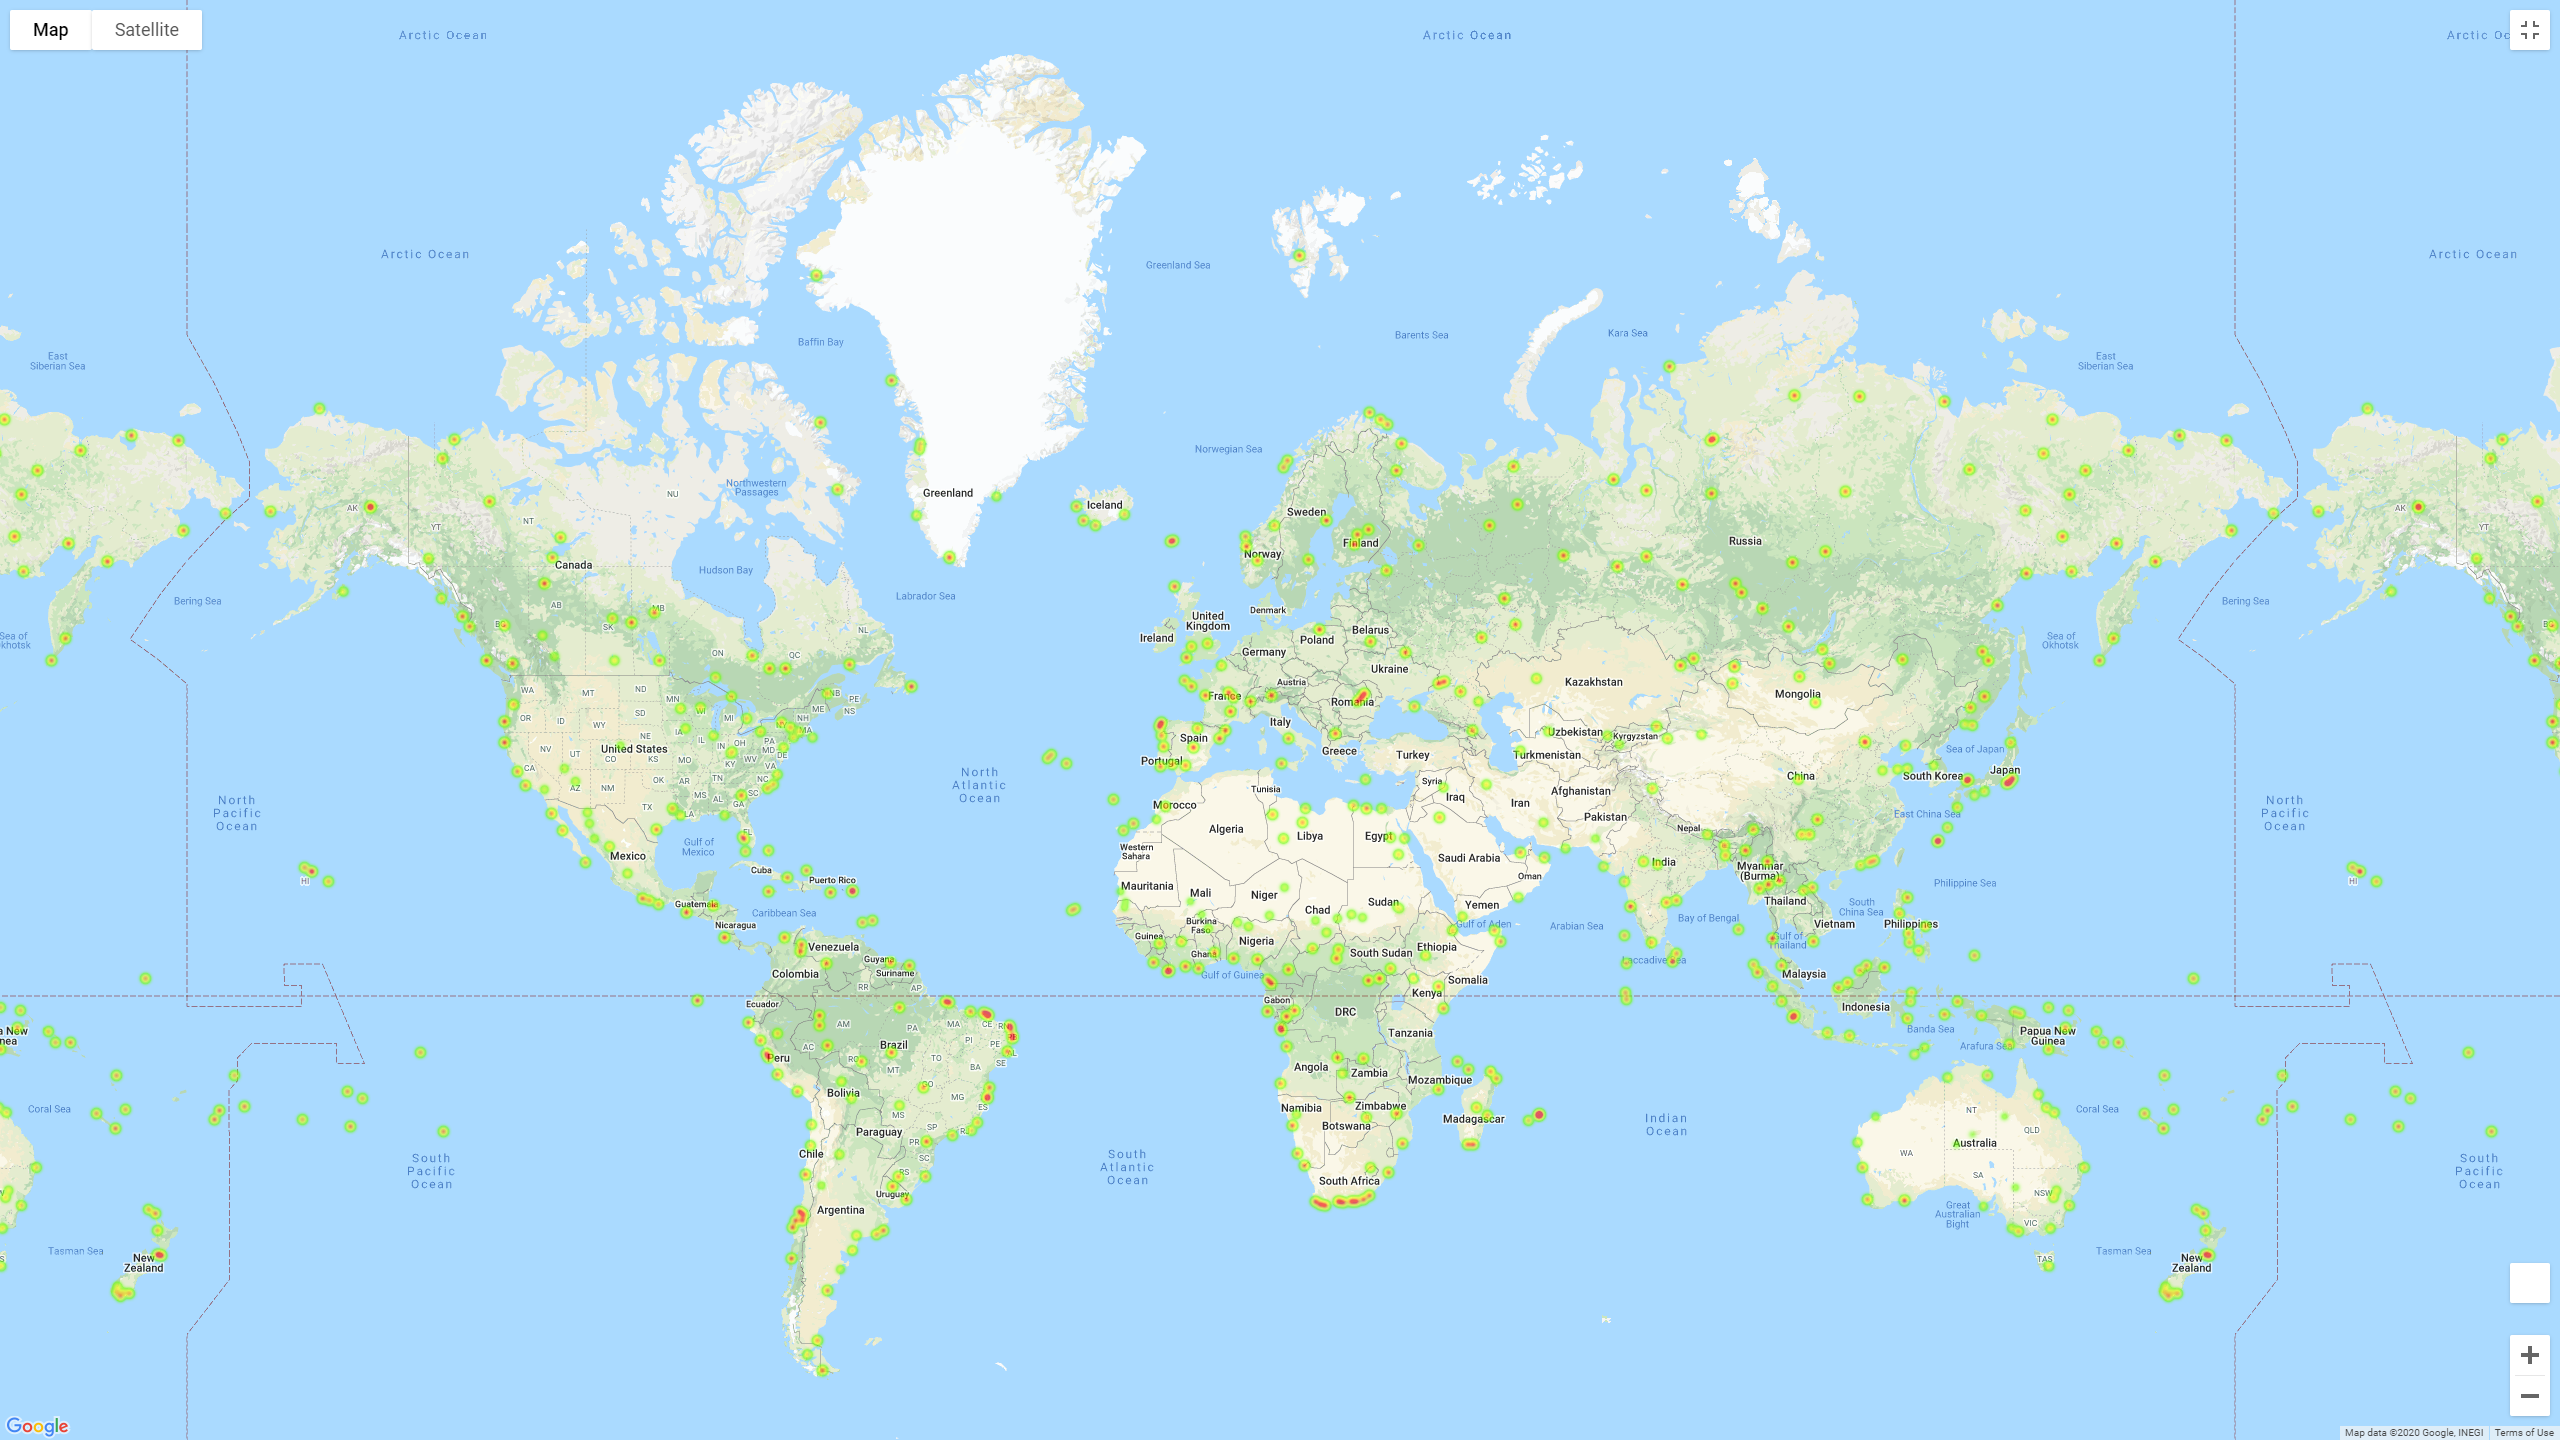 Map Satellite
Arctic Ocean
Arctic Ocean
Arctic Oc
Arctic Ocean
Greenland Sea
Arctic Ocean
East
Siberian Sea
Baffin Bay
Barents Sea
Kara Sea
East
Siberian Sea
Norwegian Sea
Northwestern
Passages
NU
Greenland
Iceland
AK
YT
NT
Sweden
Finland
Norway
Russia
AK
YT
Canada
Hudson Bay
Bering Sea
Labrador Sea
AB
MB
SK
BC
ON
QC
NL
Denmark
United
Kingdom
Ireland
Belarus
Poland
Germany
Ukraine
Austria
France
Romania
Kazakhstan
Mongolia
Sea of
Okhotsk
Bering Sea
Sea of
okhotsk
WA
MT
ND
MN
OR
ID
WY
SD
WI
MI
NB
PE
ME
NS
NH
MA
NY
United States
NV
UT
NE
IA
IL
IN
OH
PA
MD
DE
CA
KS
MO
KY
WV
VA
AZ
NM
OK
AR
TN
NC
SC
TX
MS
AL
GA
LA
FL
Italy
Spain
Portugal
Greece
Turkey
Uzbekistan
Kyrgyzstan
Turkmenistan
Sea of Japan
China
South Korea
Japan
North
Pacific
Ocean
North
Atlantic
Ocean
Tunisia
Syria
Iraq
Iran
Afghanistan
Pakistan
Nepal
East China Sea
North
Pacific
Ocean
Morocco
Algeria
Libya
Egypt
Western
Sahara
Saudi Arabia
India
Myanmar
(Burma)
Oman
Gulf of
Mexico
Mexico
Cuba
Puerto Rico
HI
Guatemala
Caribbean Sea
Nicaragua
Mauritania
Mali
Niger
Chad
Sudan
Yemen
Burkina
Faso
Gulf of Aden
Arabian Sea
Bay of Bengal
Thailand
Vietnam
South
China Sea
Philippine Sea
Philippines
HI
Gulf of
Thailand
Guinea
Nigeria
Ghana
Ethiopia
South Sudan
Laccadive Sea
Malaysia
Venezuela
Guyana
Suriname
Colombia
Gulf of Guinea
Somalia
Kenya
Gabon
DRC
Indonesia
Ecuador
RR
AP
AM
PA
MA
CE
RN
PI
PE
AL
SE
AC
RO
TO
BA
MT
GO
MG
ES
MS
SP
RJ
PR
SC
RS
Peru
Brazil
Bolivia
Paraguay
Chile
Uruguay
Argentina
Tanzania
Angola
Zambia
Mozambique
Namibia
Zimbabwe
Botswana
Madagascar
South Africa
Banda Sea
Arafura Sea
Papua New
Guinea
a New
nea
Coral Sea
Coral Sea
Indian
Ocean
NT
QLD
Australia
WA
SA
NSW
VIC
TAS
Great
Australian
Bight
South
Pacific
Ocean
South
Atlantic
Ocean
South
Pacific
Ocean
Tasman Sea
New
Zealand
Tasman Sea
New
Zealand
Google
Map data ©2020 Google, INEGI Terms of Use